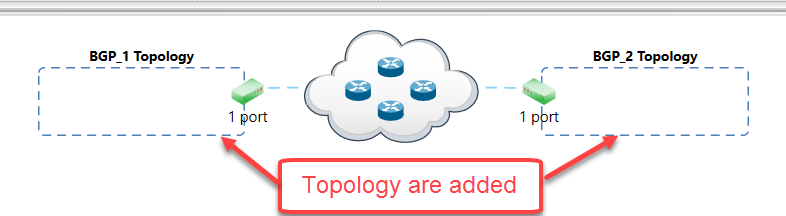 BGP_1 Topology
BGP_2 Topology
1 port
1 port
Topology are added